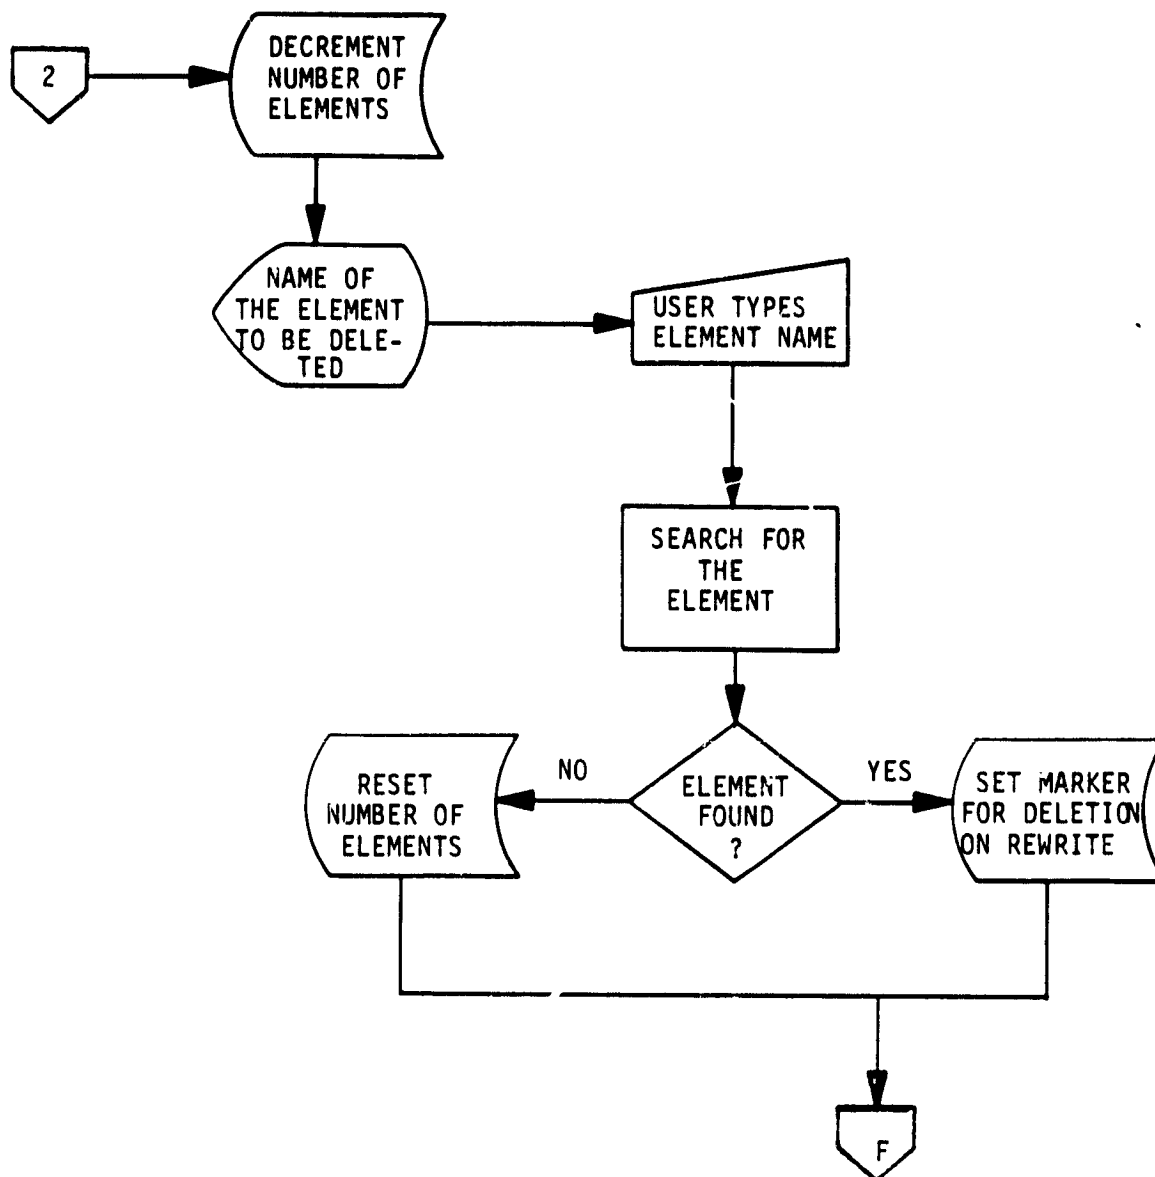 2
DECREMENT
NUMBER OF
ELEMENTS
NAME OF
THE ELEMENT
TO BE DELE-
TED
USER TYPES
ELEMENT NAME
SEARCH FOR
THE
ELEMENT
ELEMENT
FOUND
?
NO
YES
RESET
NUMBER OF
ELEMENTS
SET MARKER
FOR DELETION
ON REWRITE
F